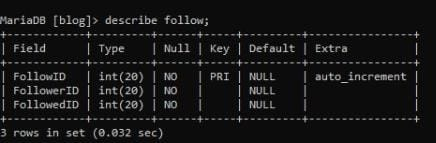 MariaDB [blog]> describe follow;
+------------+---------+------+-----+---------+----------------+
| Field      | Type    | Null | Key | Default | Extra          |
+------------+---------+------+-----+---------+----------------+
| FollowID   | int(20) | NO   | PRI | NULL    | auto_increment |
| FollowerID | int(20) | NO   |     | NULL    |                |
| FollowedID | int(20) | NO   |     | NULL    |                |
+------------+---------+------+-----+---------+----------------+
3 rows in set (0.032 sec)